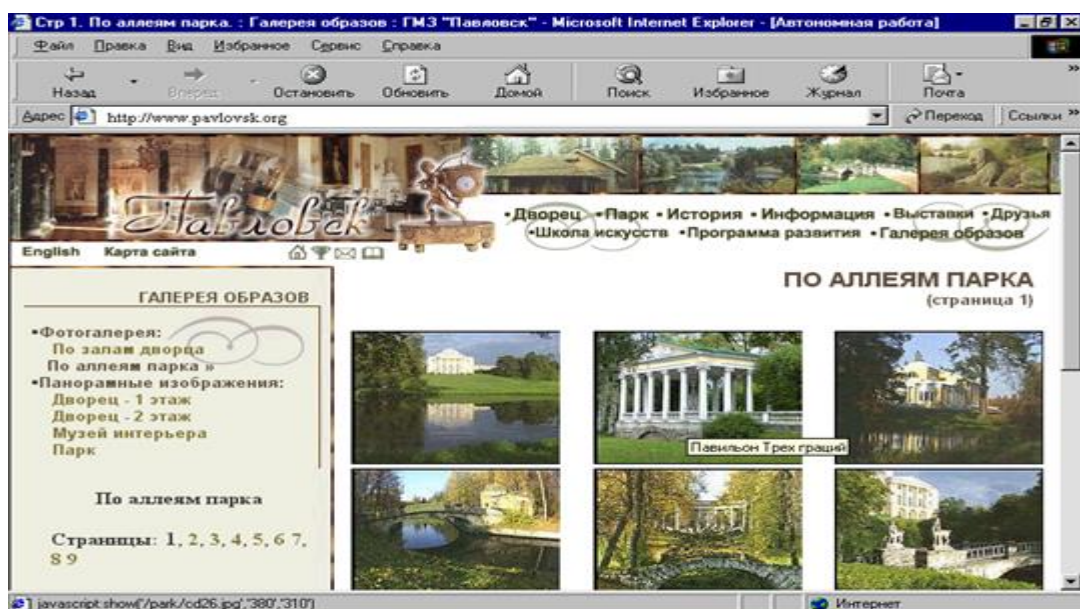 Стр 1. По аллеям парка. : Галерея образов : ГМЗ "Павловск" - Microsoft Internet Explorer - [Автономная работа]
Файл Правка Вид Избранное Сервис Справка
Назад Вперед Остановить Обновить Домой Поиск Избранное Журнал Почта
Адрес http://www.pavlovsk.org Переход Ссылки
Павловск
•Дворец •Парк •История •Информация •Выставки •Друзья
•Школа искусств •Программа развития •Галерея образов
English Карта сайта
ПО АЛЛЕЯМ ПАРКА
(страница 1)
ГАЛЕРЕЯ ОБРАЗОВ
•Фотогалерея:
По залам дворца
По аллеям парка »
•Панорамные изображения:
Дворец - 1 этаж
Дворец - 2 этаж
Музей интерьера
Парк
Павильон Трех граций
По аллеям парка
Страницы: 1, 2, 3, 4, 5, 6 7,
8 9
javascript:show('/park/cd26.jpg','380','310')
Интернет